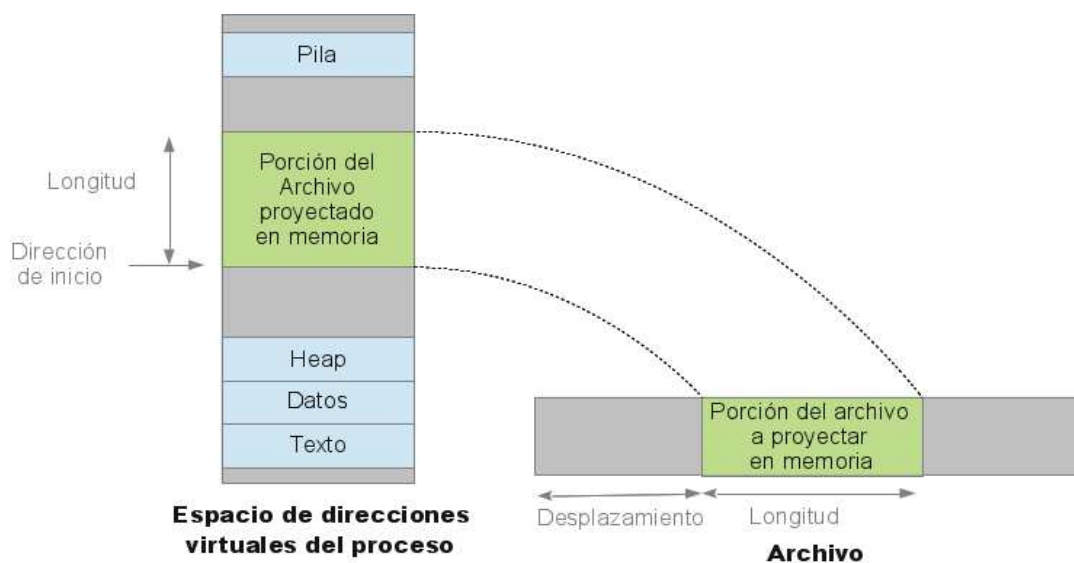 Pila
Porción del
Archivo
proyectado
en memoria
Longitud
Dirección
de inicio
Heap
Datos
Texto
Espacio de direcciones
virtuales del proceso
Porción del archivo
a proyectar
en memoria
Desplazamiento
Longitud
Archivo